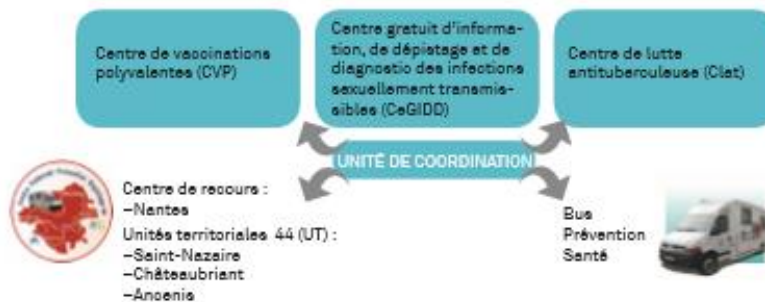 Centre de vaccinations
polyvalentes (CVP)
Centre gratuit d'informa-
tion, de dépistage et de
diagnostic des infections
sexuellement transmis-
sibles (CeGIDD)
Centre de lutte
antituberculeuse (Clat)
UNITÉ DE COORDINATION
Centre de recours :
–Nantes
Unités territoriales 44 (UT) :
–Saint-Nazaire
–Châteaubriant
–Ancenis
Bus
Prévention
Santé